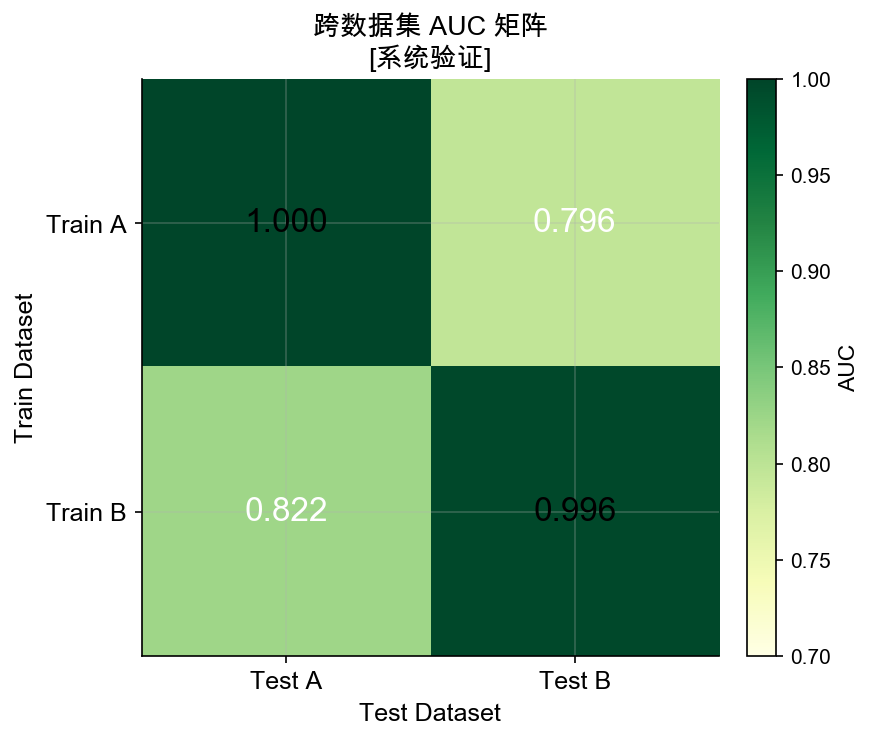 跨数据集 AUC 矩阵
[系统验证]
Train Dataset
Train A
Train B
1.000
0.796
0.822
0.996
Test A
Test B
Test Dataset
1.00
0.95
0.90
0.85
0.80
0.75
0.70
AUC